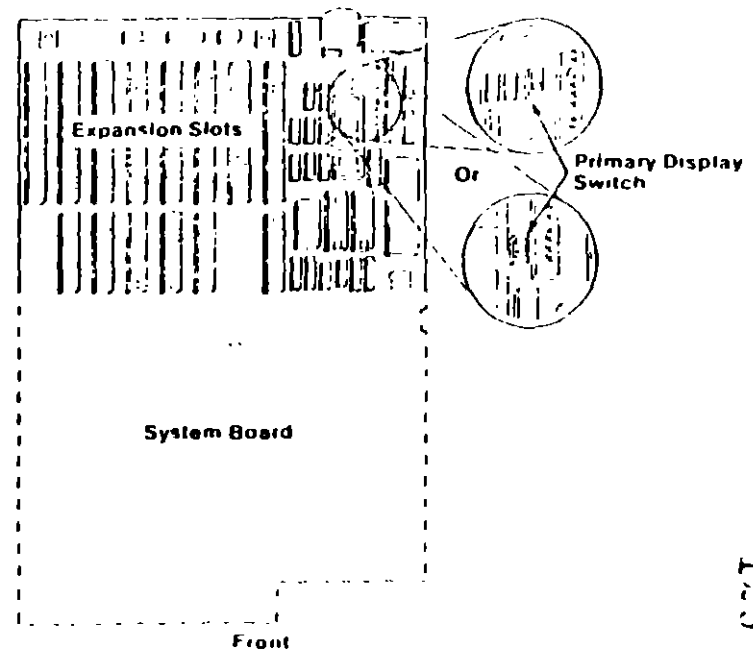 Expansion Slots
Or
Primary Display
Switch
System Board
Front